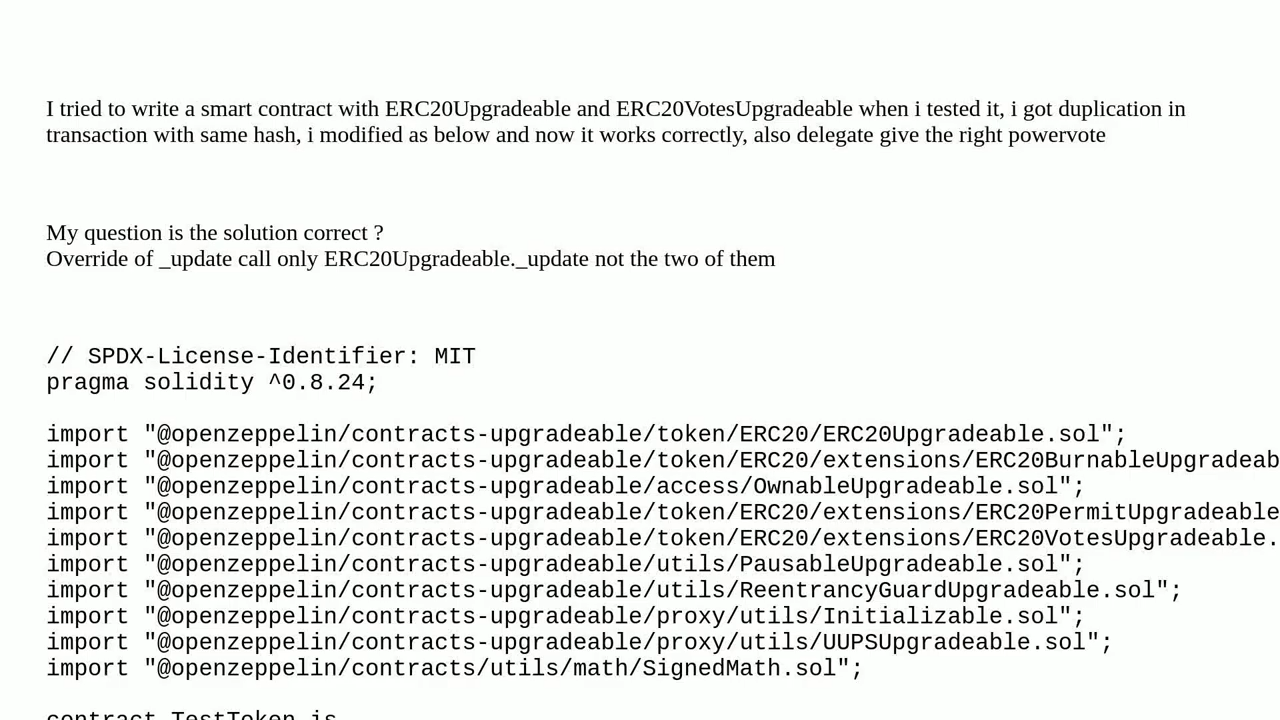 I tried to write a smart contract with ERC20Upgradeable and ERC20VotesUpgradeable when i tested it, i got duplication in
transaction with same hash, i modified as below and now it works correctly, also delegate give the right powervote
My question is the solution correct ?
Override of _update call only ERC20Upgradeable._update not the two of them
// SPDX-License-Identifier: MIT
pragma solidity ^0.8.24;
import "@openzeppelin/contracts-upgradeable/token/ERC20/ERC20Upgradeable.sol";
import "@openzeppelin/contracts-upgradeable/token/ERC20/extensions/ERC20BurnableUpgradeab
import "@openzeppelin/contracts-upgradeable/access/OwnableUpgradeable.sol";
import "@openzeppelin/contracts-upgradeable/token/ERC20/extensions/ERC20PermitUpgradeable
import "@openzeppelin/contracts-upgradeable/token/ERC20/extensions/ERC20VotesUpgradeable.
import "@openzeppelin/contracts-upgradeable/utils/PausableUpgradeable.sol";
import "@openzeppelin/contracts-upgradeable/utils/ReentrancyGuardUpgradeable.sol";
import "@openzeppelin/contracts-upgradeable/proxy/utils/Initializable.sol";
import "@openzeppelin/contracts-upgradeable/proxy/utils/UUPSUpgradeable.sol";
import "@openzeppelin/contracts/utils/math/SignedMath.sol";
contract TestToken is